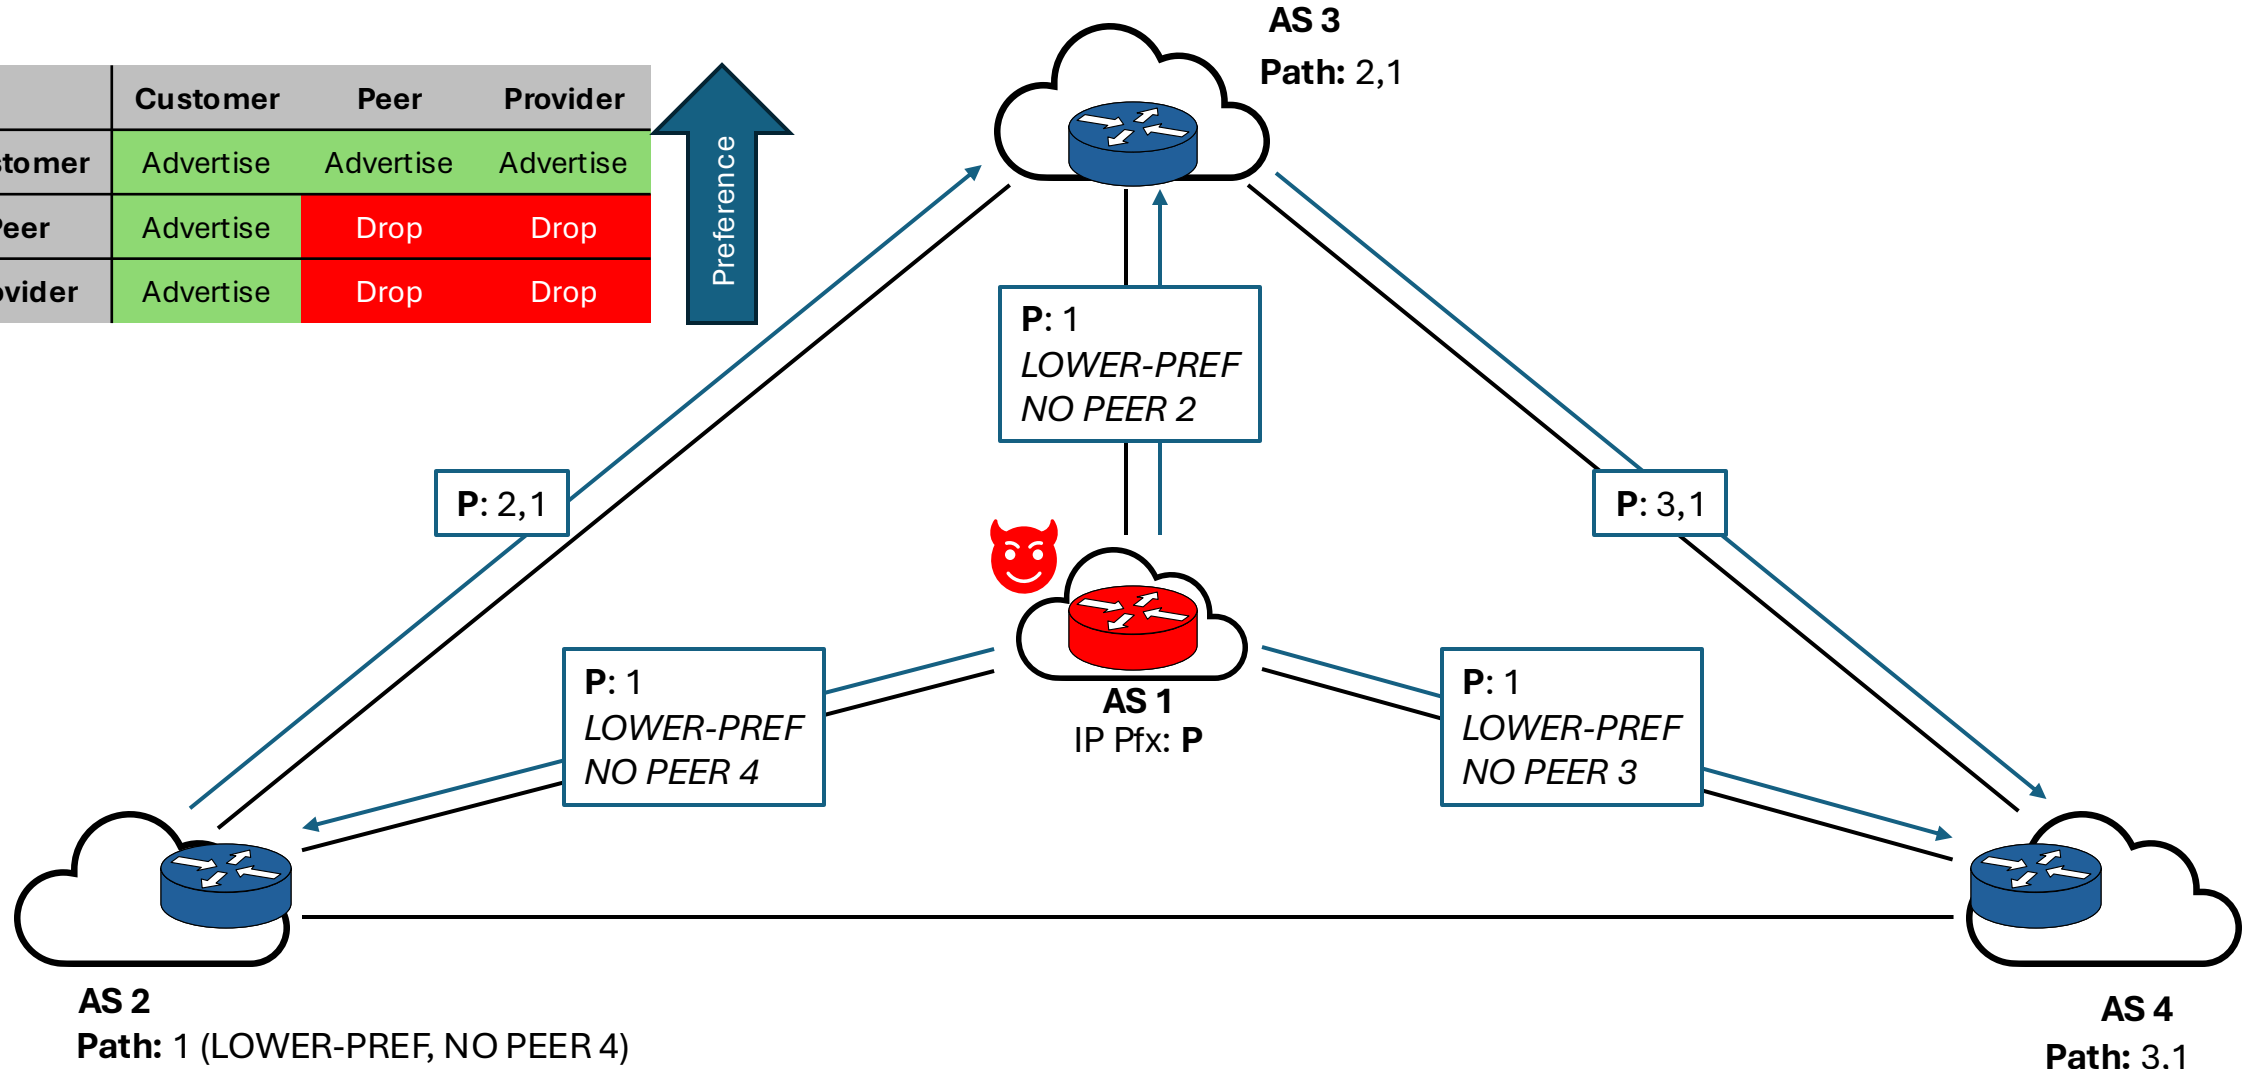 AS 3
Path: 2,1
Customer Peer Provider
stomer Advertise Advertise Advertise
Peer Advertise Drop Drop
ovider Advertise Drop Drop
Preference
P: 1
LOWER-PREF
NO PEER 2
P: 2,1
P: 3,1
P: 1
LOWER-PREF
NO PEER 4
P: 1
LOWER-PREF
NO PEER 3
AS 1
IP Pfx: P
AS 2
Path: 1 (LOWER-PREF, NO PEER 4)
AS 4
Path: 3,1